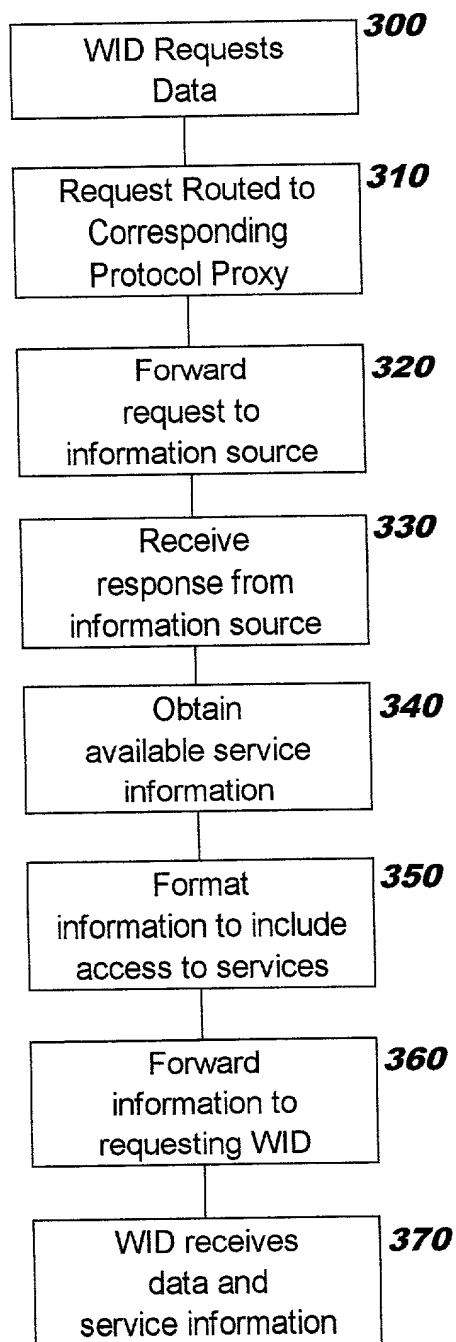 300
WID Requests
Data
310
Request Routed to
Corresponding
Protocol Proxy
320
Forward
request to
information source
330
Receive
response from
information source
340
Obtain
available service
information
350
Format
information to include
access to services
360
Forward
information to
requesting WID
370
WID receives
data and
service information